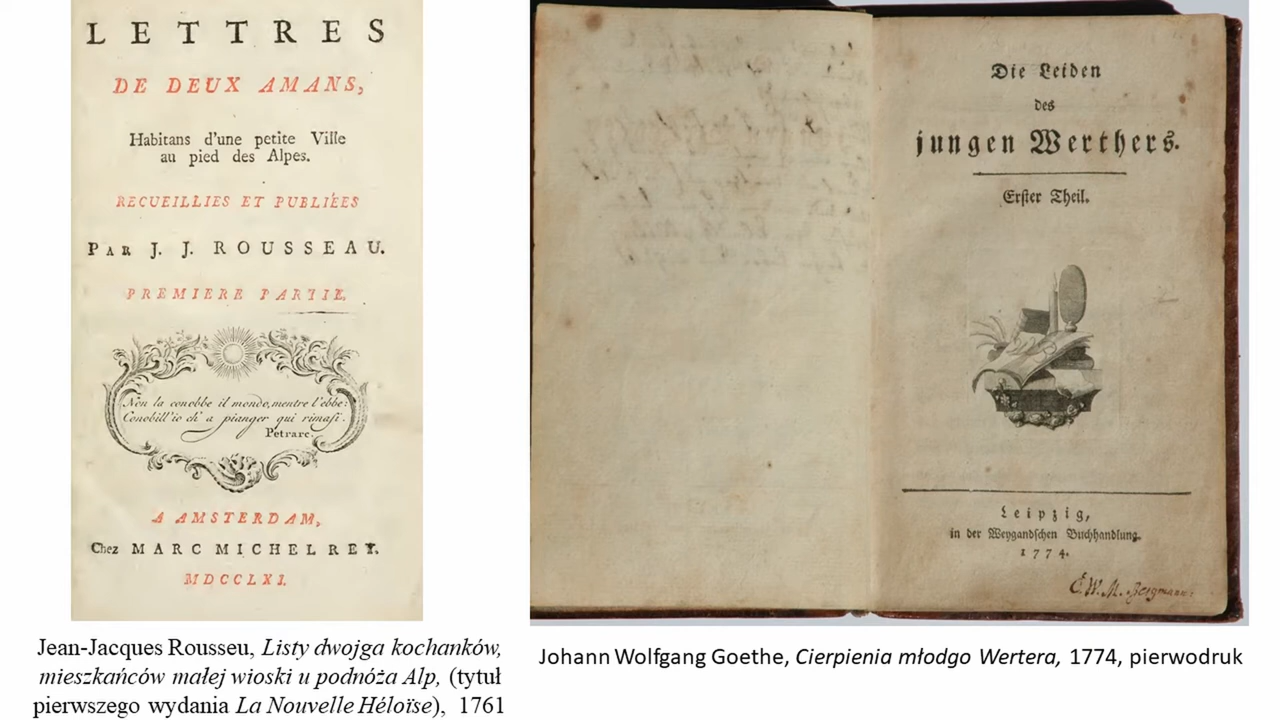 LETTRES
DE DEUX AMANS,
Habitans d'une petite Ville
au pied des Alpes.
RECUEILLIES ET PUBLIÉES
PAR J. J. ROUSSEAU.
PREMIERE PARTIE,
Non la conobbe il mondo, mentre l'ebbe:
Conobill'io ch' a pianger qui rimasi.
Petrarc.
A AMSTERDAM,
Chez MARC MICHEL REY.
MDCCLXI.
Jean-Jacques Rousseu, Listy dwojga kochanków,
mieszkańców małej wioski u podnóża Alp, (tytuł
pierwszego wydania La Nouvelle Héloïse), 1761
Die Leiden
des
jungen Werthers.
Erster Theil.
Leipzig,
in der Weygandschen Buchhandlung.
1774.
E. W. M. Bergmann
Johann Wolfgang Goethe, Cierpienia młodgo Wertera, 1774, pierwodruk